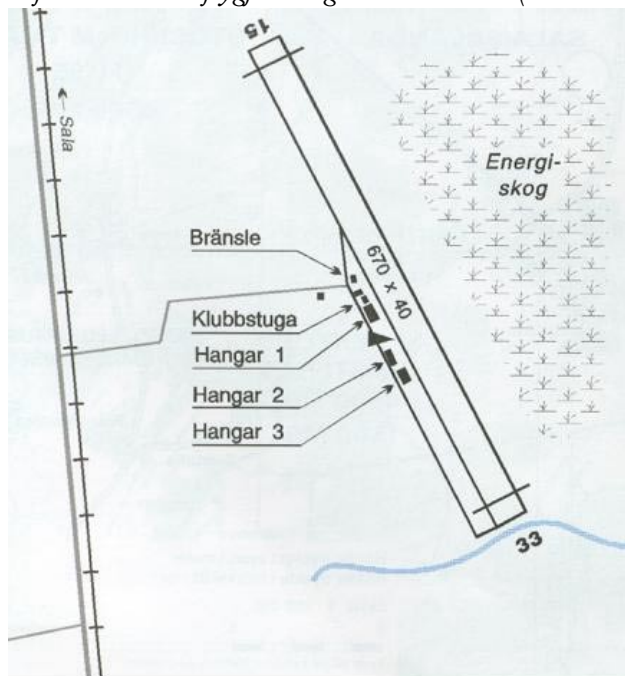 15
← Sala
Energi-
skog
Bränsle
670 x 40
Klubbstuga
Hangar 1
Hangar 2
Hangar 3
33